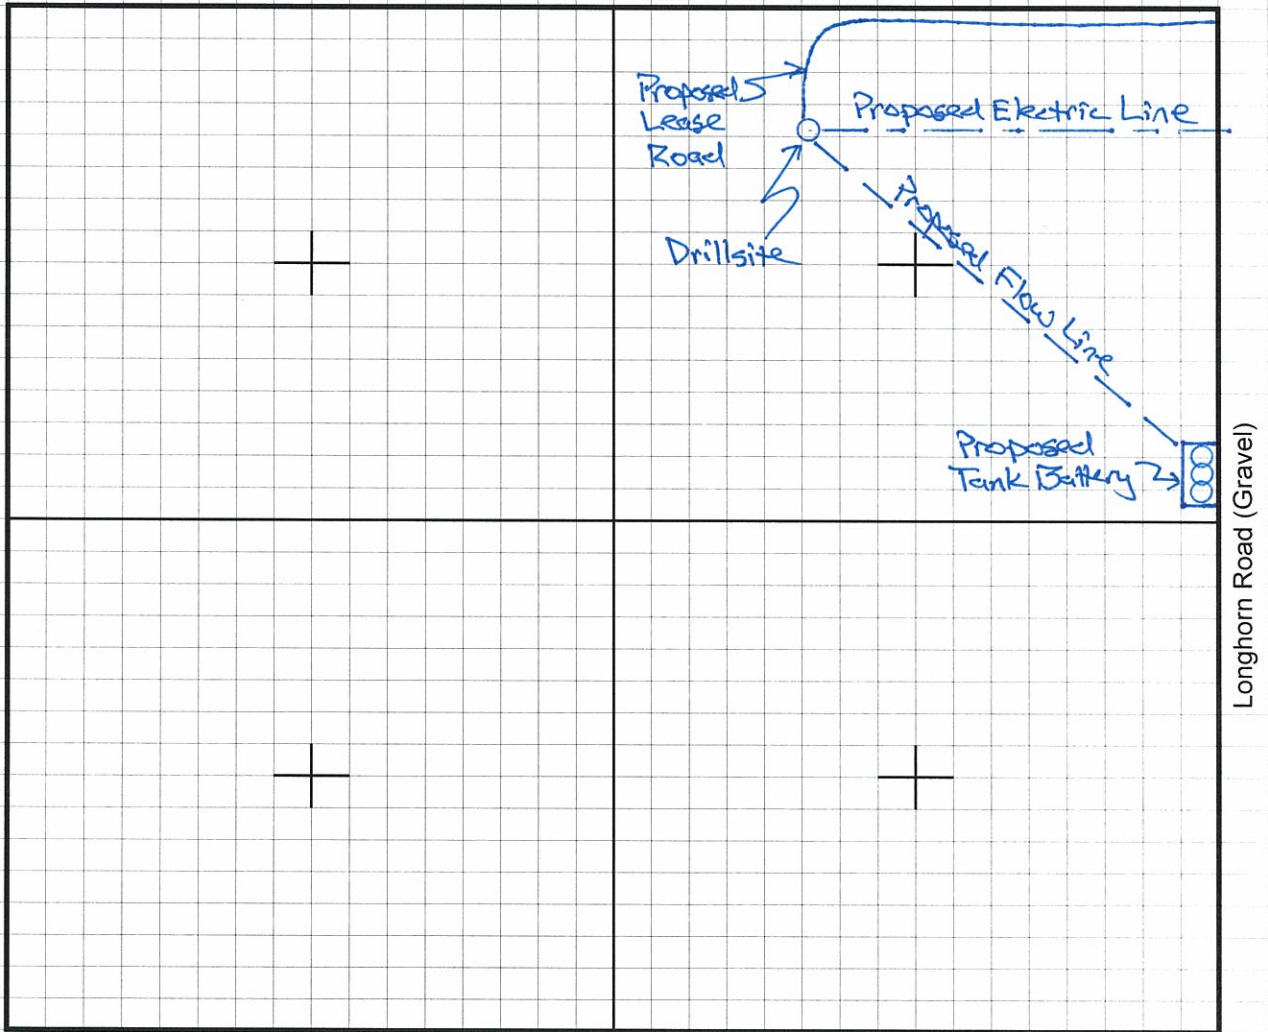 Proposed
Lease
Road
Proposed Electric Line
Drillsite
Proposed Flow Line
Proposed
Tank Battery
Longhorn Road (Gravel)